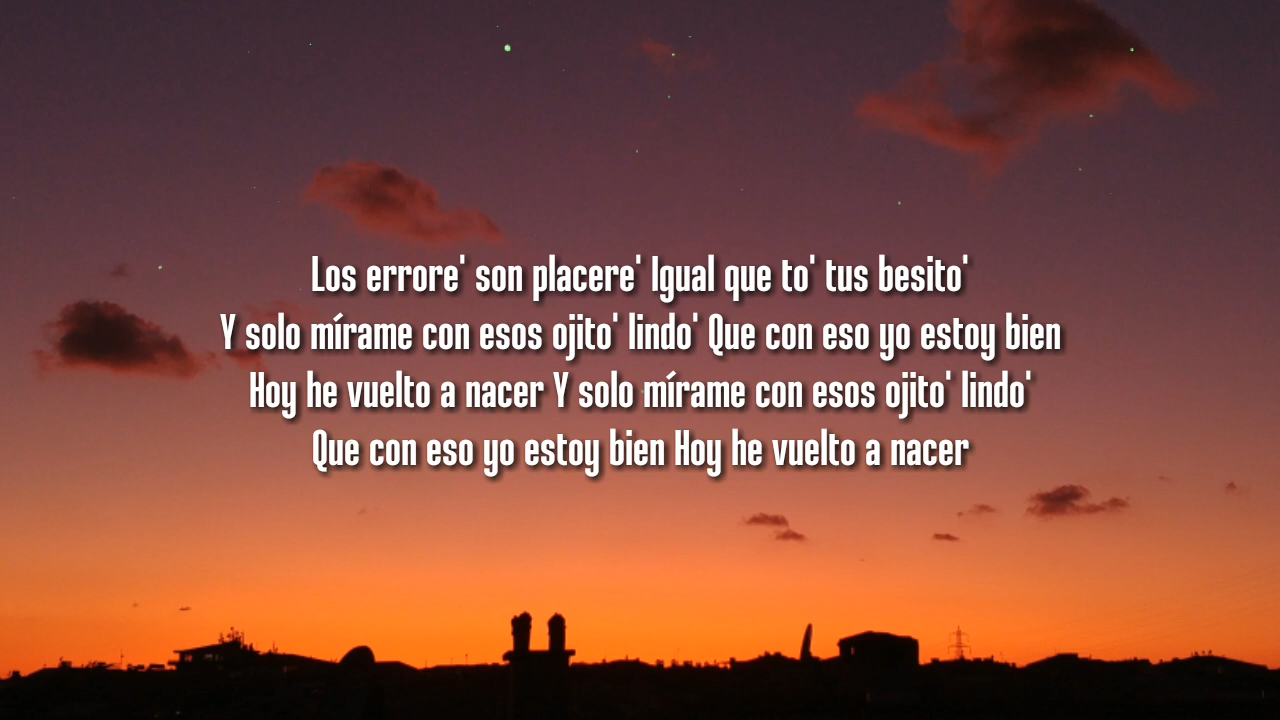 Los errore' son placere' Igual que to' tus besito'
Y solo mírame con esos ojito' lindo' Que con eso yo estoy bien
Hoy he vuelto a nacer Y solo mírame con esos ojito' lindo'
Que con eso yo estoy bien Hoy he vuelto a nacer